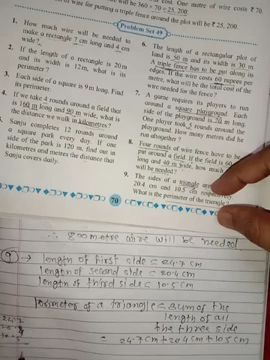 of wire for putting a triple fence around the plot will be ₹ 25, 200.
Problem Set 49
1. How much wire will be needed to
make a rectangle 7 cm long and 4 cm
wide ?
2. If the length of a rectangle is 20 m
and its width is 12 m, what is its
perimeter ?
3. Each side of a square is 9 m long. Find
its perimeter.
4. If we take 4 rounds around a field that
is 160 m long and 90 m wide, what is
the distance we walk in kilometres ?
5. Sanju completes 12 rounds around
a square park every day. If one
side of the park is 120 m, find out in
kilometres and metres the distance that
Sanju covers daily.
6. The length of a rectangular plot of
land is 50 m and its width is 30 m.
A triple fence has to be put along its
edges. If the wire costs 60 rupees per
metre, what will be the cost of the
wire needed for the fence ?
7. A game requires its players to run
around a square playground. Each
side of the playground is 20 m long.
One player took 5 rounds around the
playground. How many metres did he
run altogether ?
8. Four rounds of wire fence have to be
put around a field. If the field is 60
long and 40 m wide, how much
will be needed ?
9. The sides of a triangle are
20.4 cm and 10.5 cm
What is the perimeter of the triangle
70
∴ 800 metre wire will be needed
9 → length of first side = 24.7 cm
length of second side = 20.4 cm
length of third side = 10.5 cm
Perimeter of a triangle = sum of the
length of all
the three side
= 24.7 cm + 20.4 cm + 10.5